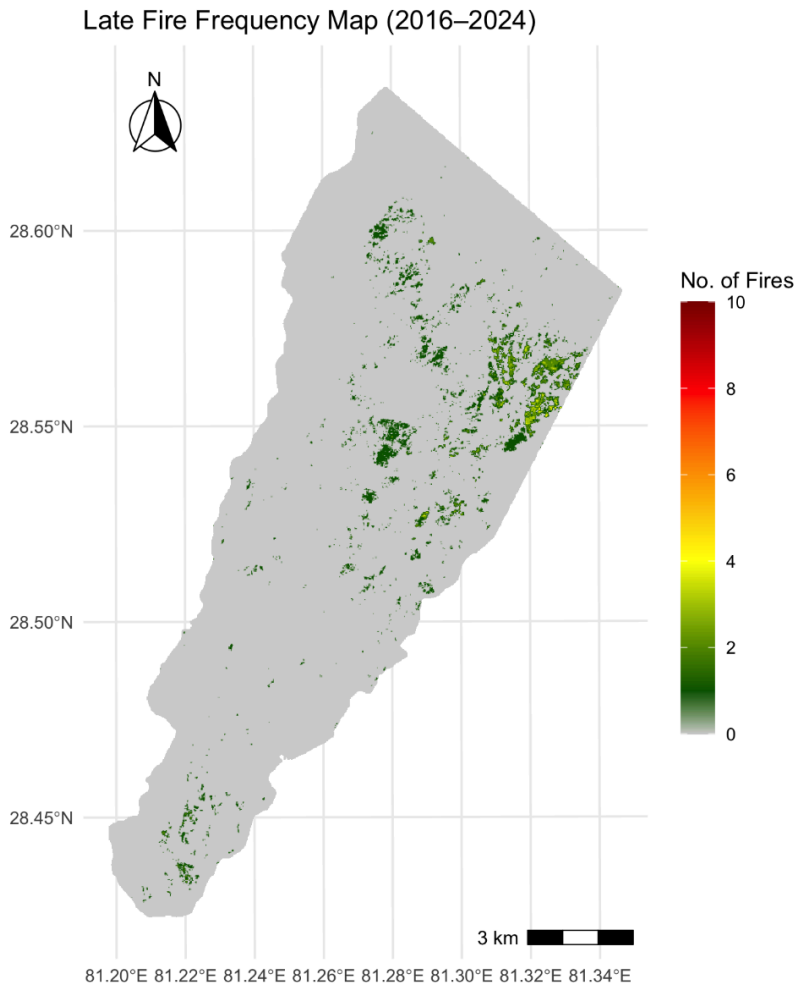 Late Fire Frequency Map (2016–2024)
N
28.60°N
28.55°N
28.50°N
28.45°N
81.20°E 81.22°E 81.24°E 81.26°E 81.28°E 81.30°E 81.32°E 81.34°E
3 km
No. of Fires
10
8
6
4
2
0